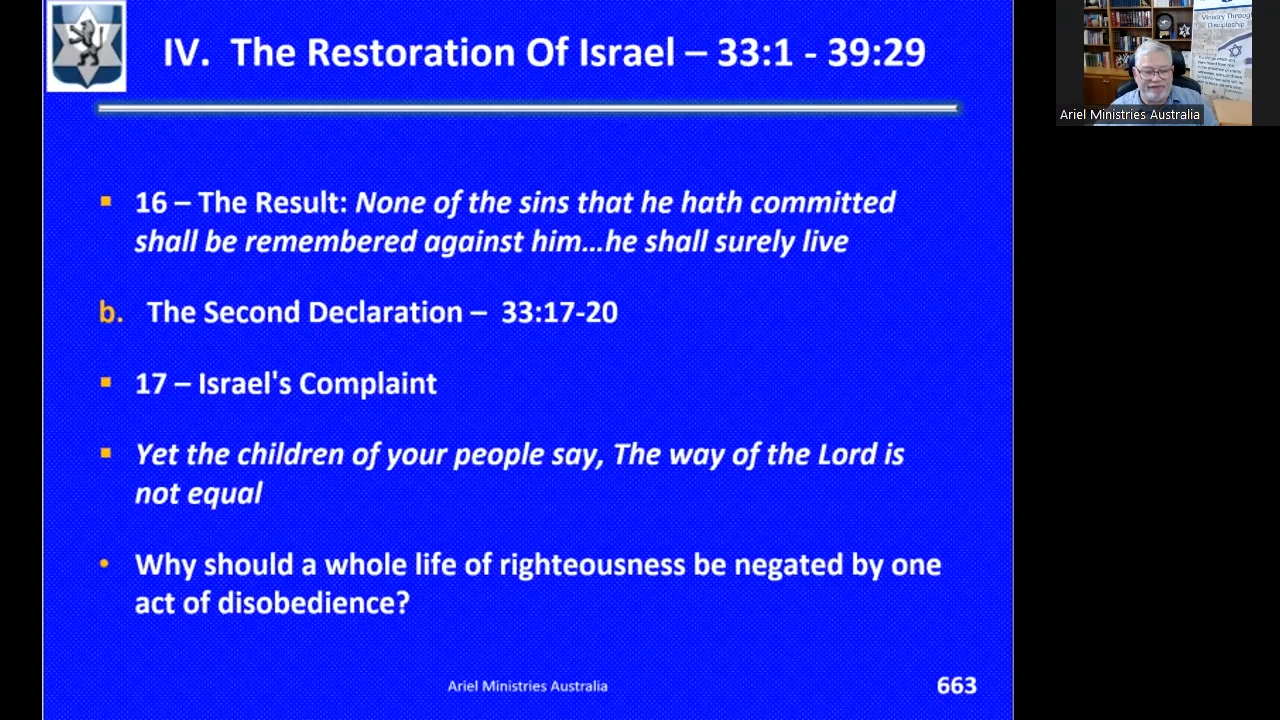 IV. The Restoration Of Israel – 33:1 - 39:29
16 – The Result: None of the sins that he hath committed
shall be remembered against him...he shall surely live
b. The Second Declaration – 33:17-20
17 – Israel's Complaint
Yet the children of your people say, The way of the Lord is
not equal
Why should a whole life of righteousness be negated by one
act of disobedience?
Ariel Ministries Australia
663
Ministry Through
Discipleship
Ariel Ministries Australia